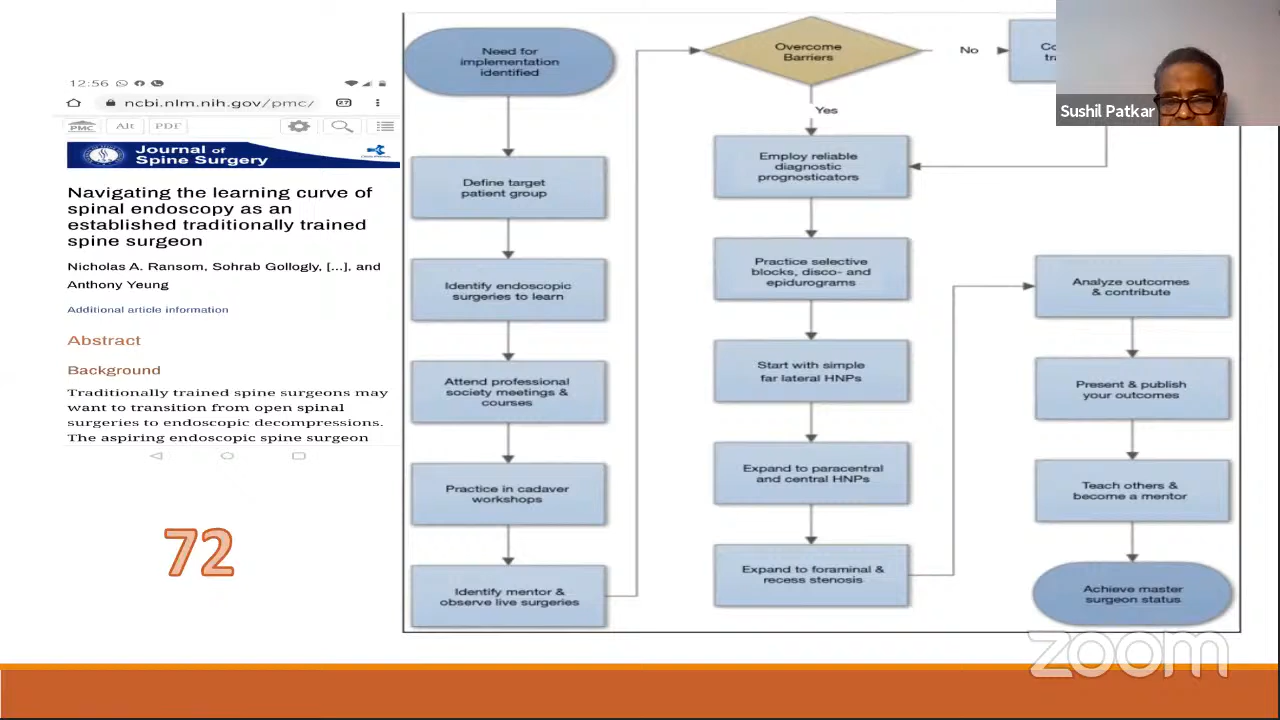 12:56
ncbi.nlm.nih.gov/pmc/
27
PMC
Alt
PDF
Journal of
Spine Surgery
Navigating the learning curve of
spinal endoscopy as an
established traditionally trained
spine surgeon
Nicholas A. Ransom, Sohrab Gollogly, [...], and
Anthony Yeung
Additional article information
Abstract
Background
Traditionally trained spine surgeons may
want to transition from open spinal
surgeries to endoscopic decompressions.
The aspiring endoscopic spine surgeon
72
Need for
implementation
identified
Define target
patient group
Identify endoscopic
surgeries to learn
Attend professional
society meetings &
courses
Practice in cadaver
workshops
Identify mentor &
observe live surgeries
Overcome
Barriers
No
Yes
Employ reliable
diagnostic
prognosticators
Practice selective
blocks, disco- and
epidurograms
Start with simple
far lateral HNPs
Expand to paracentral
and central HNPs
Expand to foraminal &
recess stenosis
Analyze outcomes
& contribute
Present & publish
your outcomes
Teach others &
become a mentor
Achieve master
surgeon status
Sushil Patkar
zoom